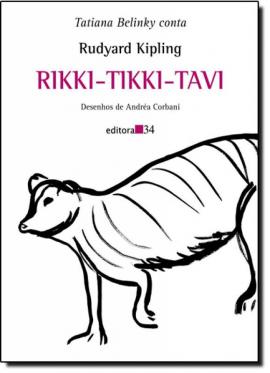 Tatiana Belinky conta
Rudyard Kipling
RIKKI-TIKKI-TAVI
Desenhos de Andréa Corbani
editora 34